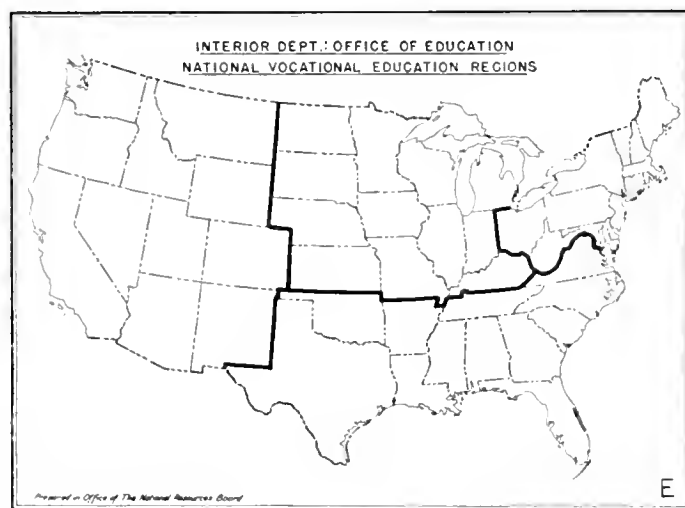 INTERIOR DEPT.: OFFICE OF EDUCATION
NATIONAL VOCATIONAL EDUCATION REGIONS
Prepared in Office of The National Resources Board
E